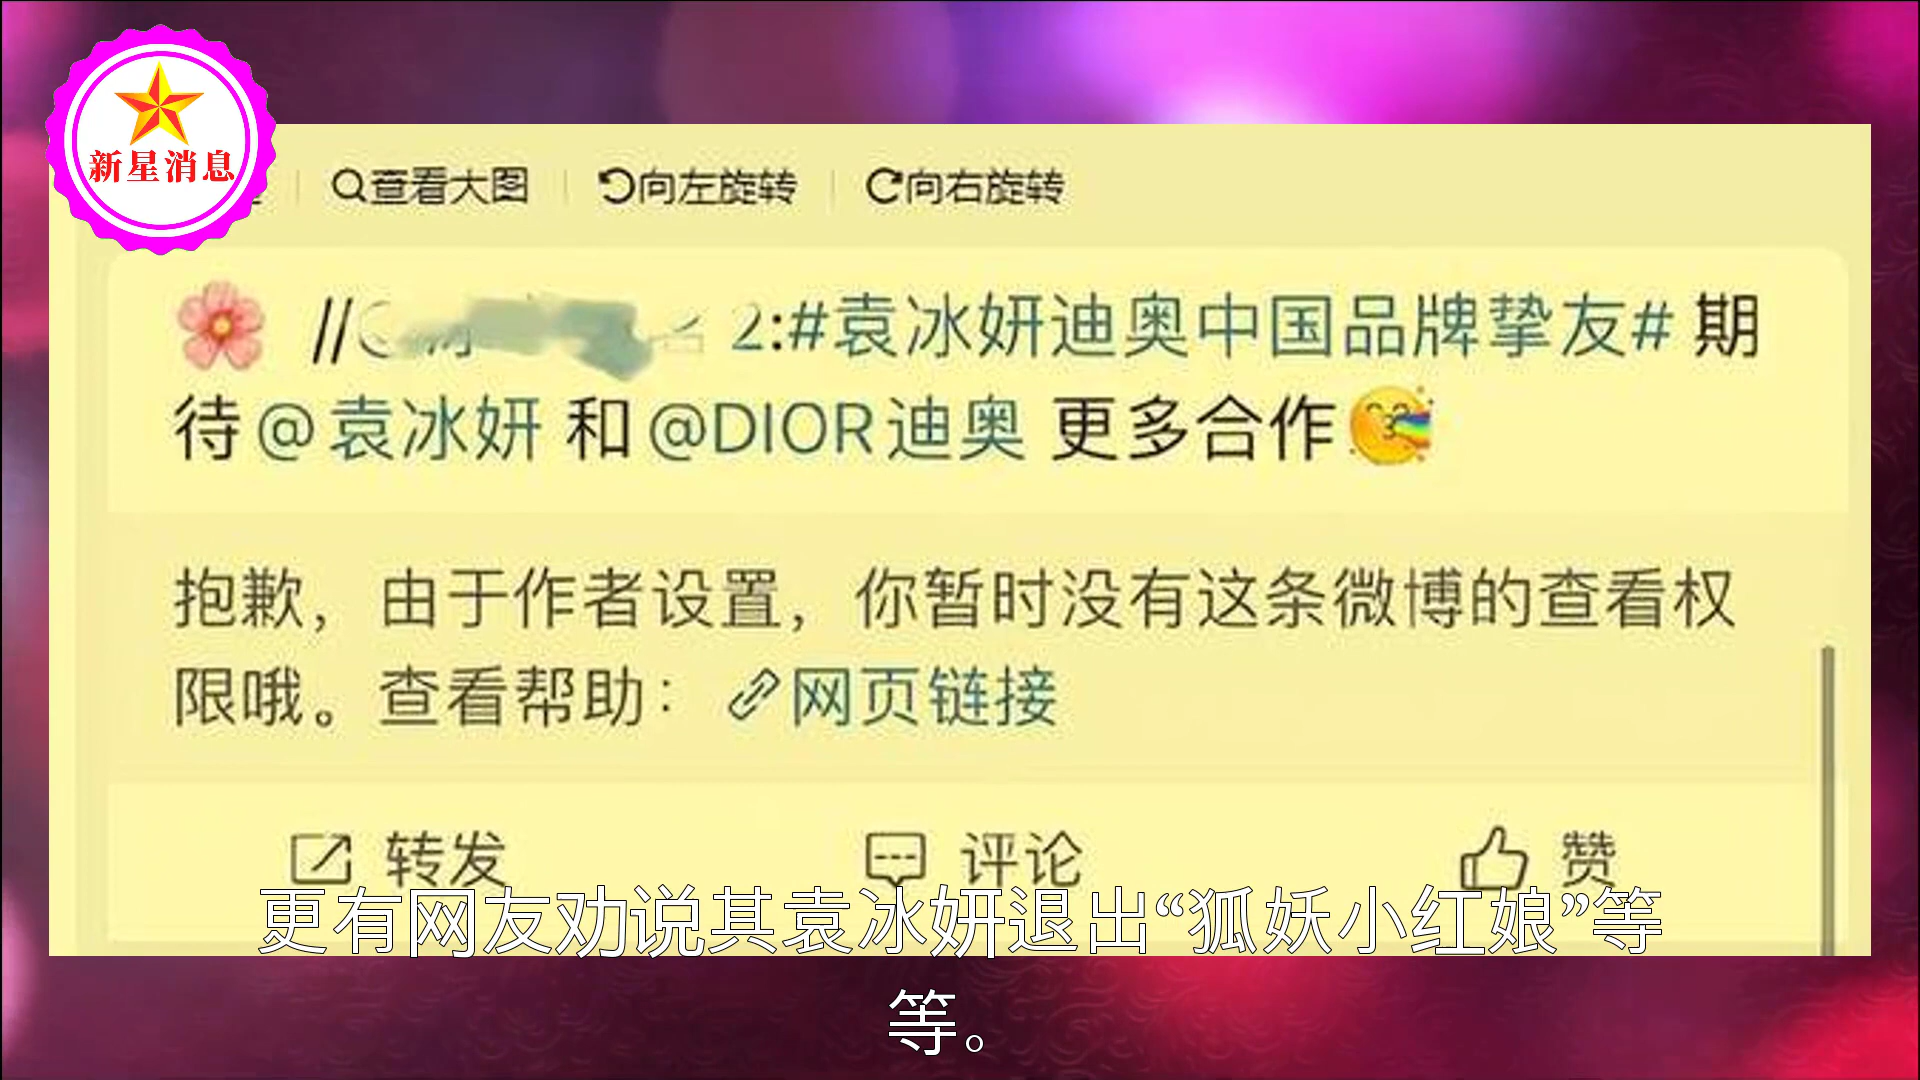 新星消息
查看大图 向左旋转 向右旋转
// 2:#袁冰妍迪奥中国品牌挚友# 期
待@袁冰妍 和@DIOR迪奥 更多合作
抱歉，由于作者设置，你暂时没有这条微博的查看权
限哦。查看帮助： 网页链接
转发 评论 赞
更有网友劝说其袁冰妍退出“狐妖小红娘”等
等。